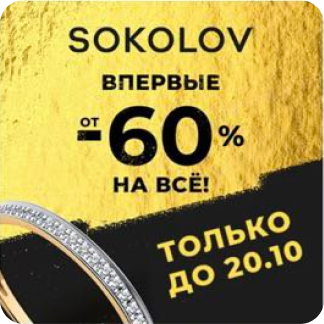 SOKOLOV
ВПЕРВЫЕ
ОТ
-60%
НА ВСЁ!
ТОЛЬКО
ДО 20.10